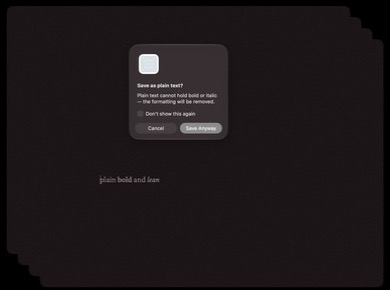 Save as plain text?
Plain text cannot hold bold or italic
— the formatting will be removed.
Don't show this again
Cancel
Save Anyway
plain bold and lean